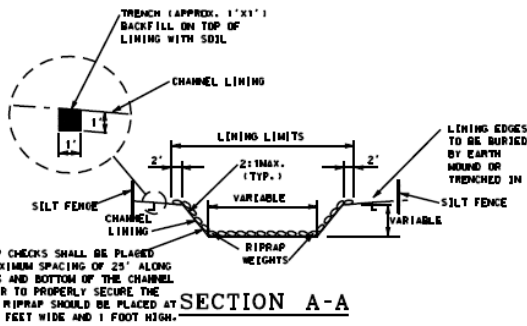 TRENCH (APPROX. 1'X1')
BACKFILL ON TOP OF
LINING WITH SOIL
CHANNEL LINING
1'
1'
LINING LIMITS
2'
2:1MAX.
(TYP.)
2'
LINING EDGES
TO BE BURIED
BY EARTH
MOUND OR
TRENCHED IN
SILT FENCE
VARIABLE
SILT FENCE
CHANNEL
LINING
VARIABLE
RIPRAP
WEIGHTS
CHECKS SHALL BE PLACED
SPACING OF 25' ALONG
AND BOTTOM OF THE CHANNEL
TO PROPERLY SECURE THE
RIPRAP SHOULD BE PLACED AT
FEET WIDE AND 1 FOOT HIGH.
SECTION A-A